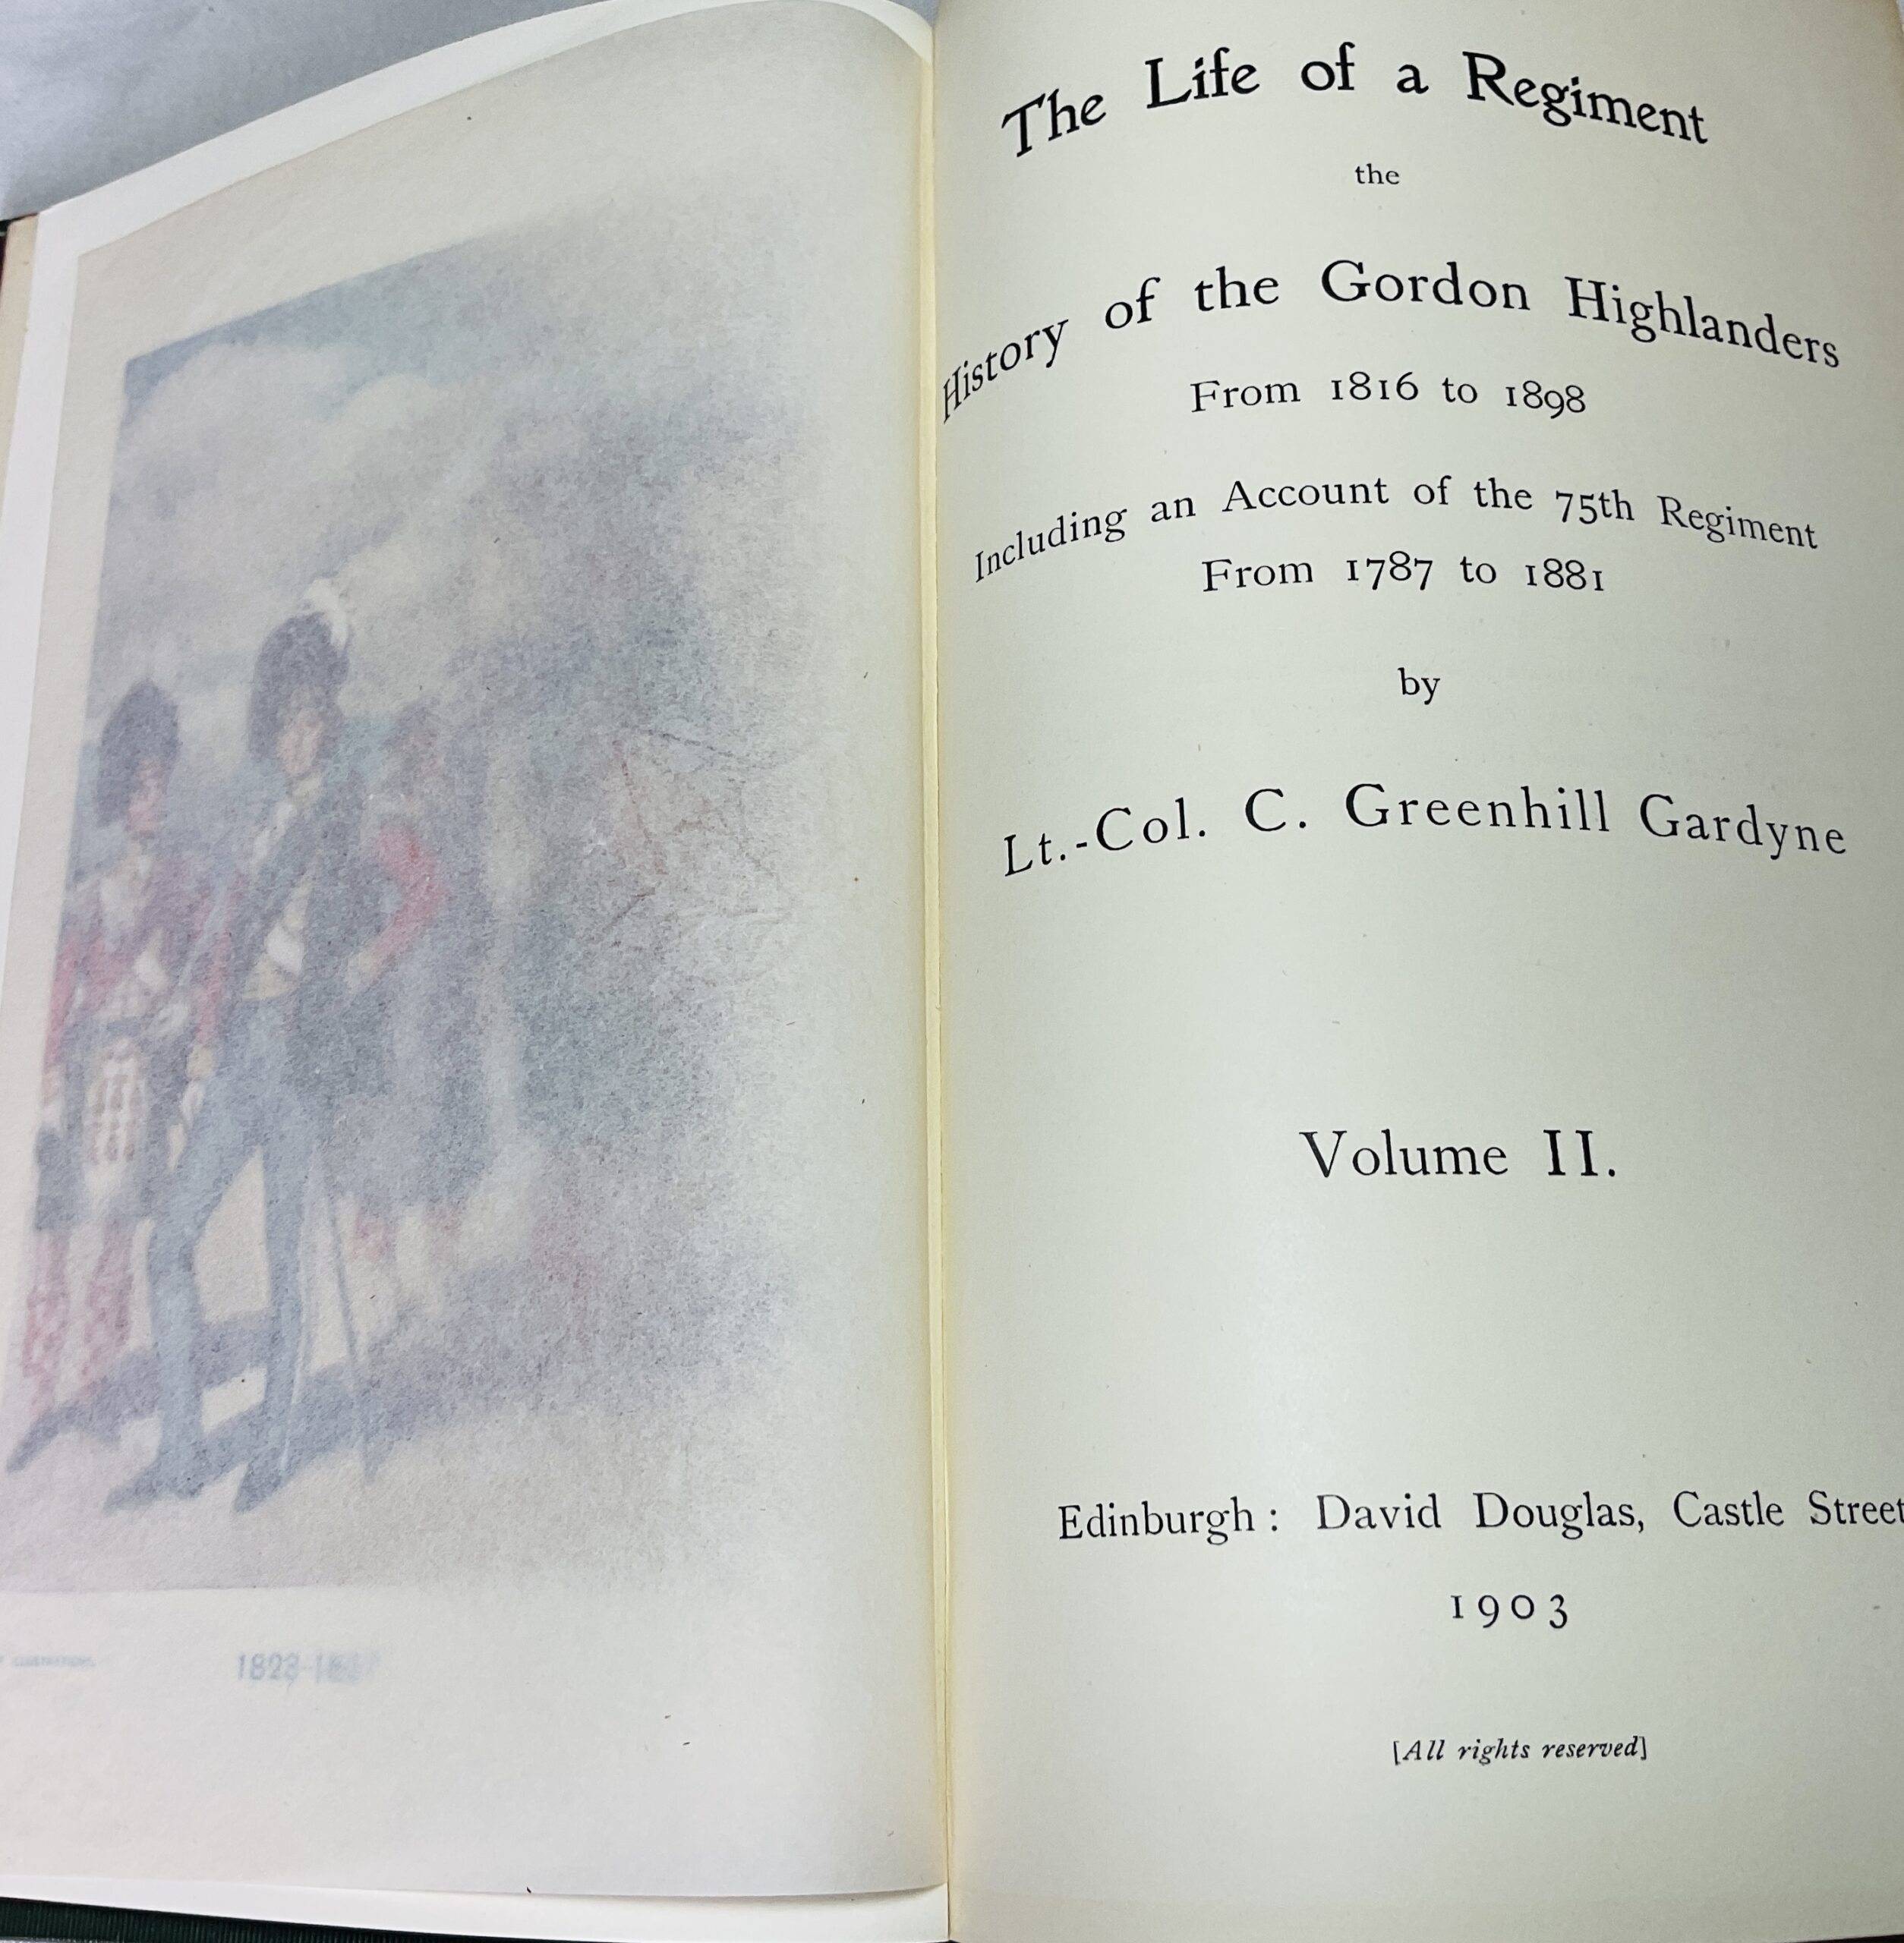 The Life of a Regiment
the
History of the Gordon Highlanders
From 1816 to 1898
Including an Account of the 75th Regiment
From 1787 to 1881
by
Lt.-Col. C. Greenhill Gardyne
Volume II.
Edinburgh: David Douglas, Castle Street
1903
[All rights reserved]